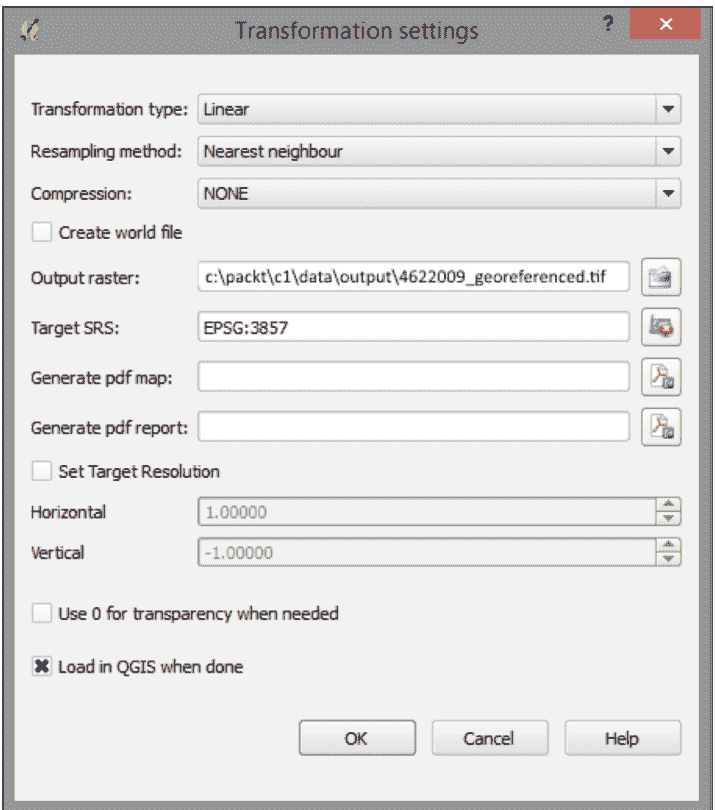 Transformation settings
?
Transformation type: Linear
Resampling method: Nearest neighbour
Compression: NONE
Create world file
Output raster: c:\packt\c1\data\output\4622009_georeferenced.tif
Target SRS: EPSG:3857
Generate pdf map:
Generate pdf report:
Set Target Resolution
Horizontal 1.00000
Vertical -1.00000
Use 0 for transparency when needed
Load in QGIS when done
OK Cancel Help